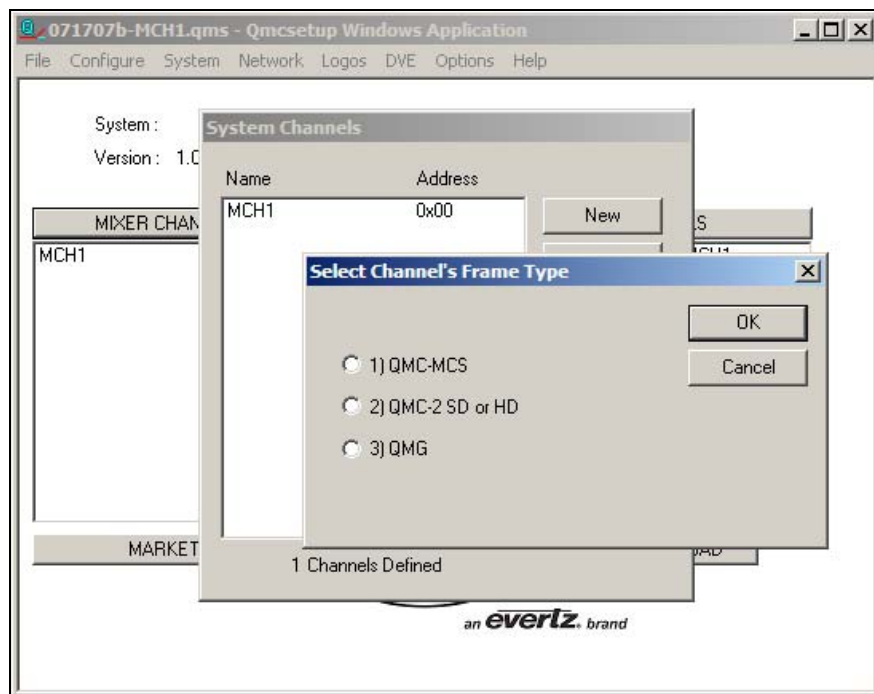 071707b-MCH1.qms - Qmcsetup Windows Application
File Configure System Network Logos DVE Options Help
System :
Version : 1.0
System Channels
Name Address
MCH1 0x00
New
MIXER CHAN
MCH1
Select Channel's Frame Type
OK
Cancel
1) QMC-MCS
2) QMC-2 SD or HD
3) QMG
MARKET
1 Channels Defined
an evertz. brand